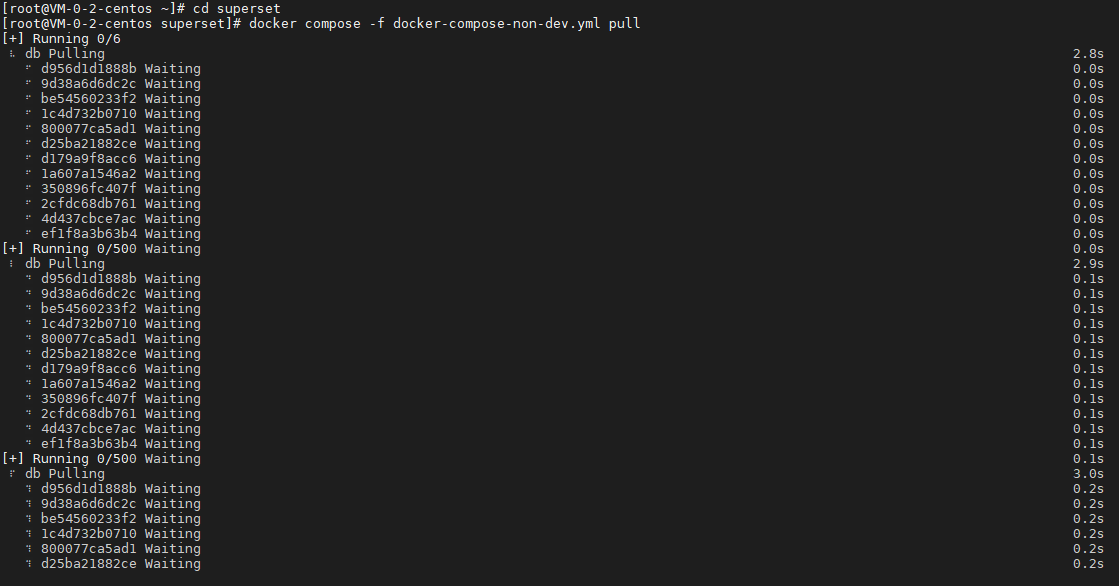 [root@VM-0-2-centos ~]# cd superset
[root@VM-0-2-centos superset]# docker compose -f docker-compose-non-dev.yml pull
[+] Running 0/6
⠧ db Pulling 2.8s
⠋ d956d1d1888b Waiting 0.0s
⠋ 9d38a6d6dc2c Waiting 0.0s
⠋ be54560233f2 Waiting 0.0s
⠋ 1c4d732b0710 Waiting 0.0s
⠋ 800077ca5ad1 Waiting 0.0s
⠋ d25ba21882ce Waiting 0.0s
⠋ d179a9f8acc6 Waiting 0.0s
⠋ 1a607a1546a2 Waiting 0.0s
⠋ 350896fc407f Waiting 0.0s
⠋ 2cfdc68db761 Waiting 0.0s
⠋ 4d437cbce7ac Waiting 0.0s
⠋ ef1f8a3b63b4 Waiting 0.0s
[+] Running 0/500 Waiting 0.0s
⠇ db Pulling 2.9s
⠙ d956d1d1888b Waiting 0.1s
⠙ 9d38a6d6dc2c Waiting 0.1s
⠙ be54560233f2 Waiting 0.1s
⠙ 1c4d732b0710 Waiting 0.1s
⠙ 800077ca5ad1 Waiting 0.1s
⠙ d25ba21882ce Waiting 0.1s
⠙ d179a9f8acc6 Waiting 0.1s
⠙ 1a607a1546a2 Waiting 0.1s
⠙ 350896fc407f Waiting 0.1s
⠙ 2cfdc68db761 Waiting 0.1s
⠙ 4d437cbce7ac Waiting 0.1s
⠙ ef1f8a3b63b4 Waiting 0.1s
[+] Running 0/500 Waiting 0.1s
⠏ db Pulling 3.0s
⠹ d956d1d1888b Waiting 0.2s
⠹ 9d38a6d6dc2c Waiting 0.2s
⠹ be54560233f2 Waiting 0.2s
⠹ 1c4d732b0710 Waiting 0.2s
⠹ 800077ca5ad1 Waiting 0.2s
⠹ d25ba21882ce Waiting 0.2s